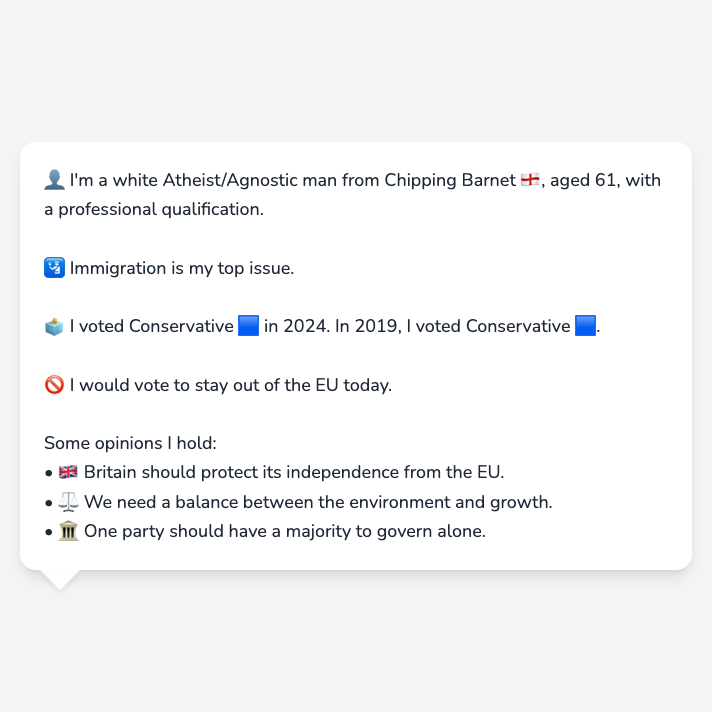 👤 I'm a white Atheist/Agnostic man from Chipping Barnet 🏴󠁧󠁢󠁥󠁮󠁧󠁿, aged 61, with
a professional qualification.
🛂 Immigration is my top issue.
🗳️ I voted Conservative 🟦 in 2024. In 2019, I voted Conservative 🟦.
🚫 I would vote to stay out of the EU today.
Some opinions I hold:
• 🇬🇧 Britain should protect its independence from the EU.
• ⚖️ We need a balance between the environment and growth.
• 🏛️ One party should have a majority to govern alone.